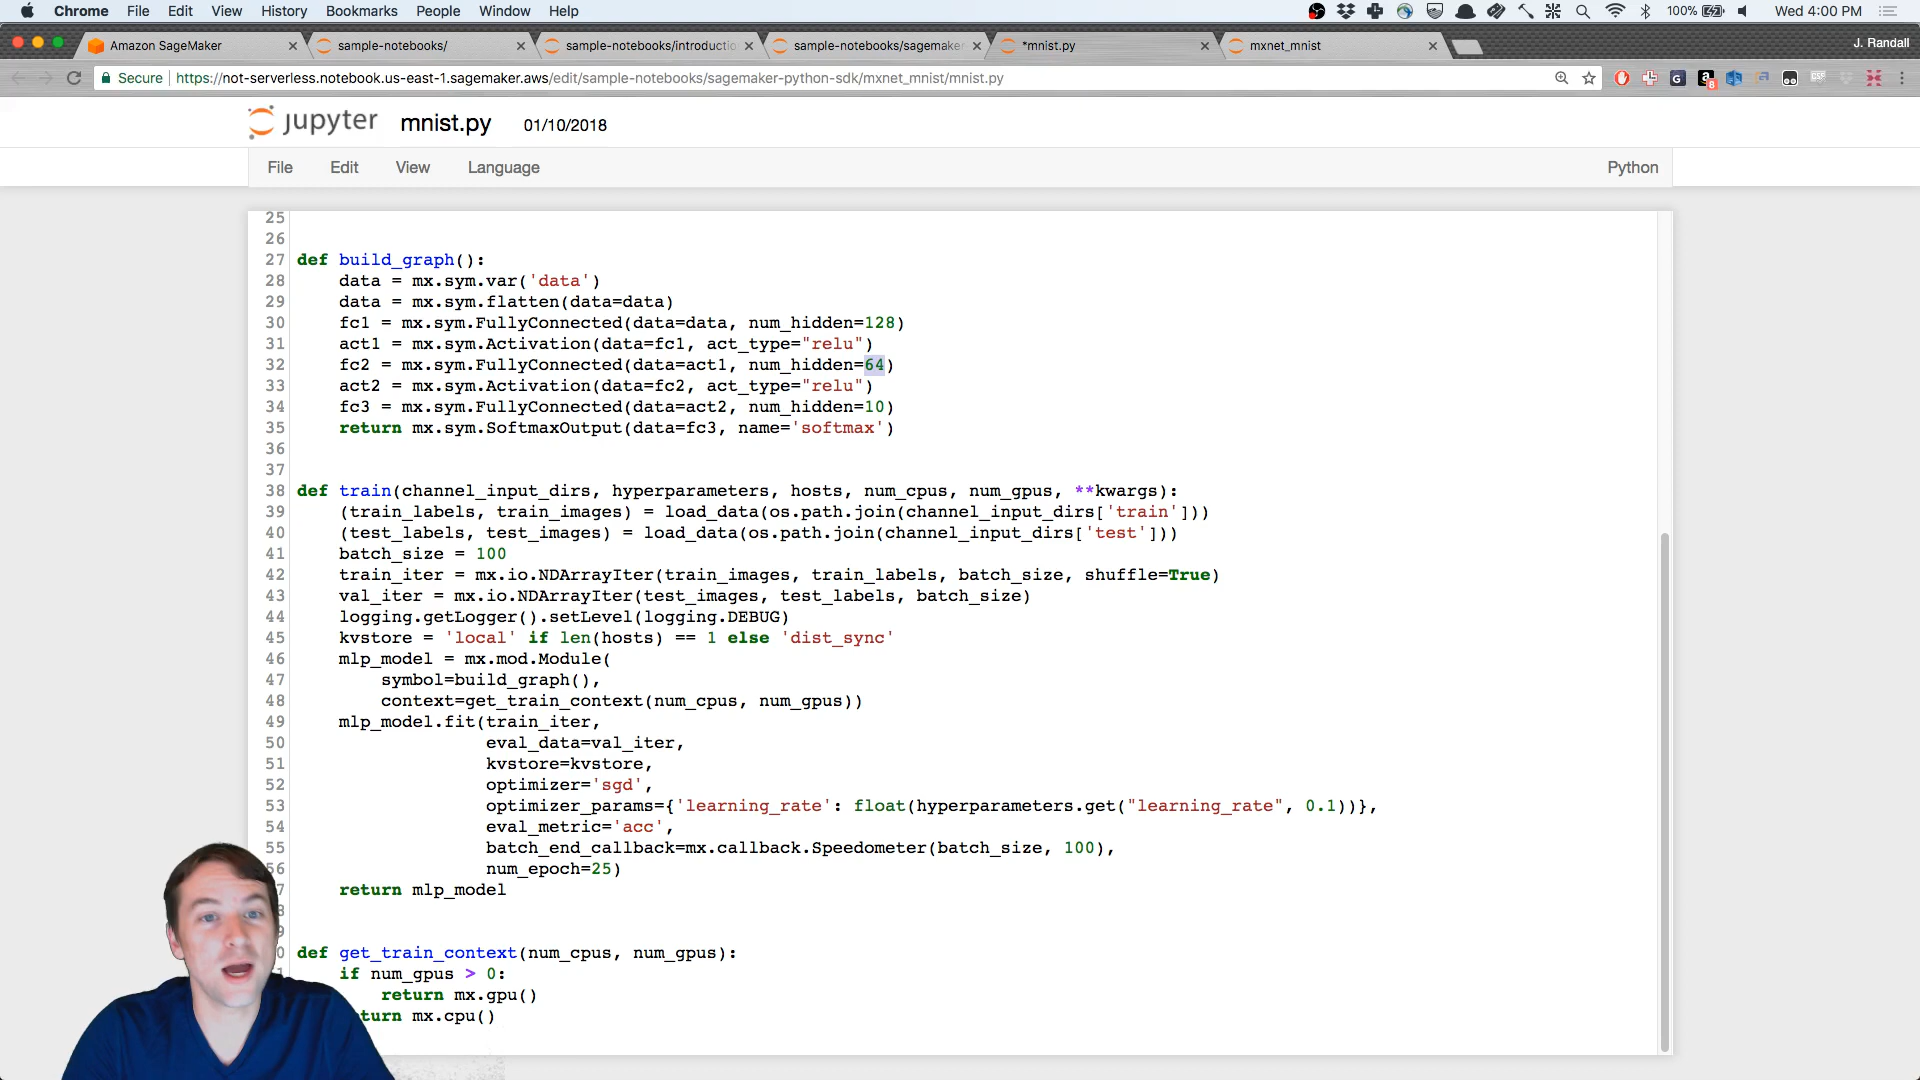 Chrome File Edit View History Bookmarks People Window Help 100% Wed 4:00 PM
Amazon SageMaker sample-notebooks/ sample-notebooks/introductio sample-notebooks/sagemaker *mnist.py mxnet_mnist J. Randall
Secure https://not-serverless.notebook.us-east-1.sagemaker.aws/edit/sample-notebooks/sagemaker-python-sdk/mxnet_mnist/mnist.py
jupyter mnist.py 01/10/2018
File Edit View Language Python
25
26
27 def build_graph():
28 data = mx.sym.var('data')
29 data = mx.sym.flatten(data=data)
30 fc1 = mx.sym.FullyConnected(data=data, num_hidden=128)
31 act1 = mx.sym.Activation(data=fc1, act_type="relu")
32 fc2 = mx.sym.FullyConnected(data=act1, num_hidden=64)
33 act2 = mx.sym.Activation(data=fc2, act_type="relu")
34 fc3 = mx.sym.FullyConnected(data=act2, num_hidden=10)
35 return mx.sym.SoftmaxOutput(data=fc3, name='softmax')
36
37
38 def train(channel_input_dirs, hyperparameters, hosts, num_cpus, num_gpus, **kwargs):
39 (train_labels, train_images) = load_data(os.path.join(channel_input_dirs['train']))
40 (test_labels, test_images) = load_data(os.path.join(channel_input_dirs['test']))
41 batch_size = 100
42 train_iter = mx.io.NDArrayIter(train_images, train_labels, batch_size, shuffle=True)
43 val_iter = mx.io.NDArrayIter(test_images, test_labels, batch_size)
44 logging.getLogger().setLevel(logging.DEBUG)
45 kvstore = 'local' if len(hosts) == 1 else 'dist_sync'
46 mlp_model = mx.mod.Module(
47 symbol=build_graph(),
48 context=get_train_context(num_cpus, num_gpus))
49 mlp_model.fit(train_iter,
50 eval_data=val_iter,
51 kvstore=kvstore,
52 optimizer='sgd',
53 optimizer_params={'learning_rate': float(hyperparameters.get("learning_rate", 0.1))},
54 eval_metric='acc',
55 batch_end_callback=mx.callback.Speedometer(batch_size, 100),
56 num_epoch=25)
7 return mlp_model
8
9
0 def get_train_context(num_cpus, num_gpus):
1 if num_gpus > 0:
return mx.gpu()
turn mx.cpu()